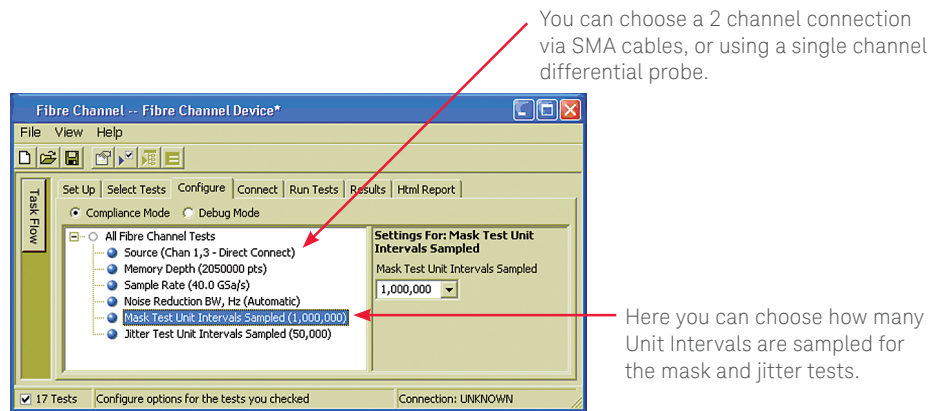 You can choose a 2 channel connection
via SMA cables, or using a single channel
differential probe.
Fibre Channel -- Fibre Channel Device*
File View Help
Task Flow
Set Up Select Tests Configure Connect Run Tests Results Html Report
Compliance Mode Debug Mode
All Fibre Channel Tests
Source (Chan 1,3 - Direct Connect)
Memory Depth (2050000 pts)
Sample Rate (40.0 GSa/s)
Noise Reduction BW, Hz (Automatic)
Mask Test Unit Intervals Sampled (1,000,000)
Jitter Test Unit Intervals Sampled (50,000)
Settings For: Mask Test Unit
Intervals Sampled
Mask Test Unit Intervals Sampled
1,000,000
Here you can choose how many
Unit Intervals are sampled for
the mask and jitter tests.
17 Tests Configure options for the tests you checked Connection: UNKNOWN